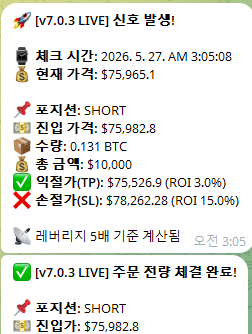 🚀 [v7.0.3 LIVE] 신호 발생!
⌚ 체크 시간: 2026. 5. 27. AM 3:05:08
💰 현재 가격: $75,965.1
📌 포지션: SHORT
💵 진입 가격: $75,982.8
📦 수량: 0.131 BTC
💰 총 금액: $10,000
✅ 익절가(TP): $75,526.9 (ROI 3.0%)
❌ 손절가(SL): $78,262.28 (ROI 15.0%)
📡 레버리지 5배 기준 계산됨
오전 3:05
✅ [v7.0.3 LIVE] 주문 전량 체결 완료!
📌 포지션: SHORT
💵 진입가: $75,982.8